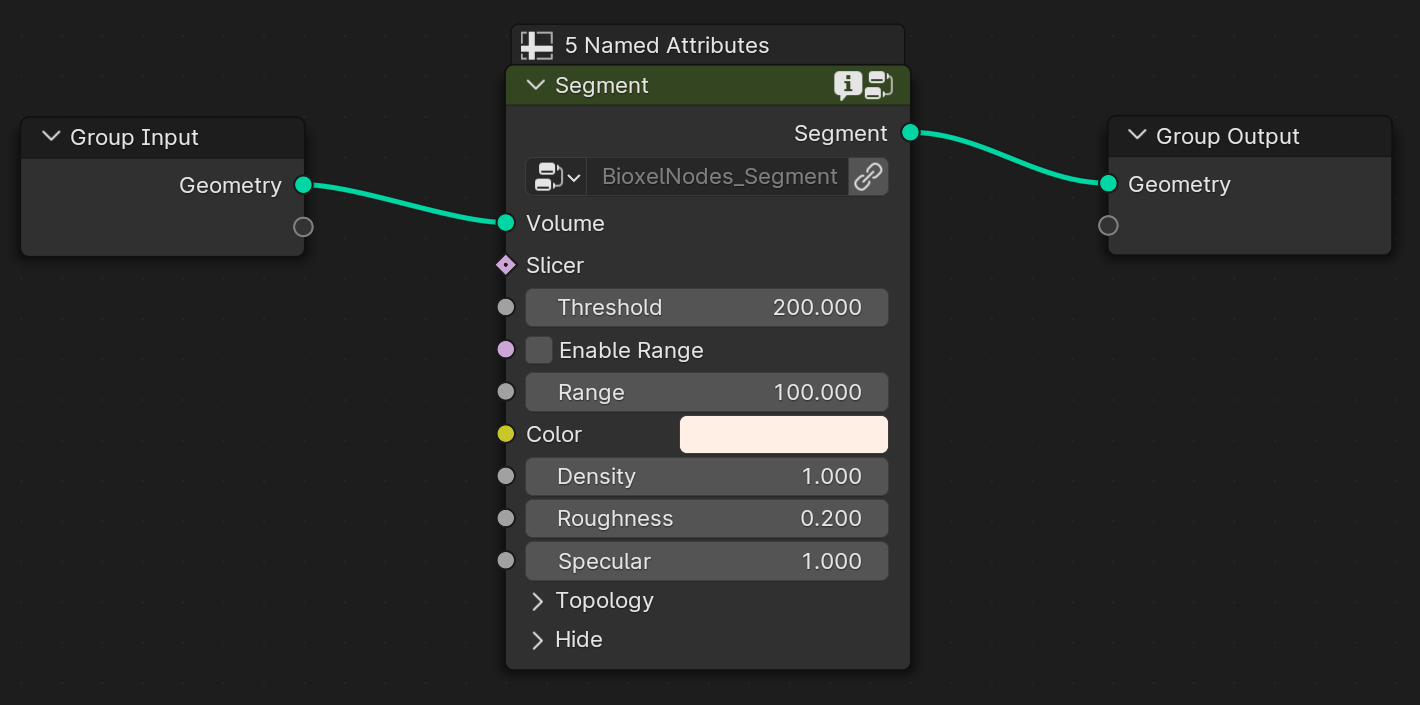 5 Named Attributes
Segment
Group Input
Geometry
Segment
BioxelNodes_Segment
Volume
Slicer
Threshold 200.000
Enable Range
Range 100.000
Color
Density 1.000
Roughness 0.200
Specular 1.000
Topology
Hide
Group Output
Geometry